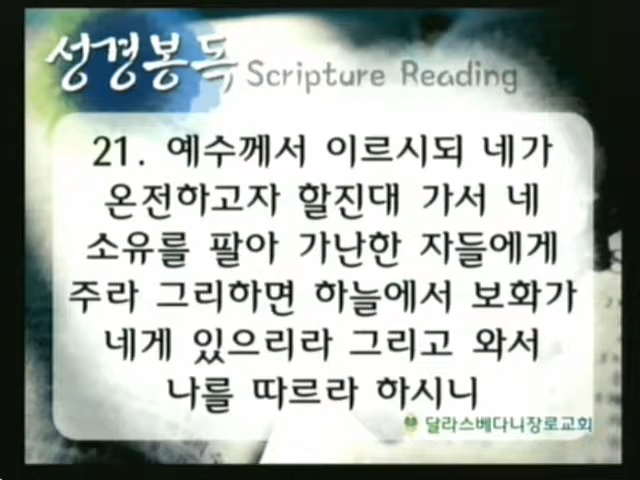 성경봉독 Scripture Reading
21. 예수께서 이르시되 네가
온전하고자 할진대 가서 네
소유를 팔아 가난한 자들에게
주라 그리하면 하늘에서 보화가
네게 있으리라 그리고 와서
나를 따르라 하시니
달라스베다니장로교회